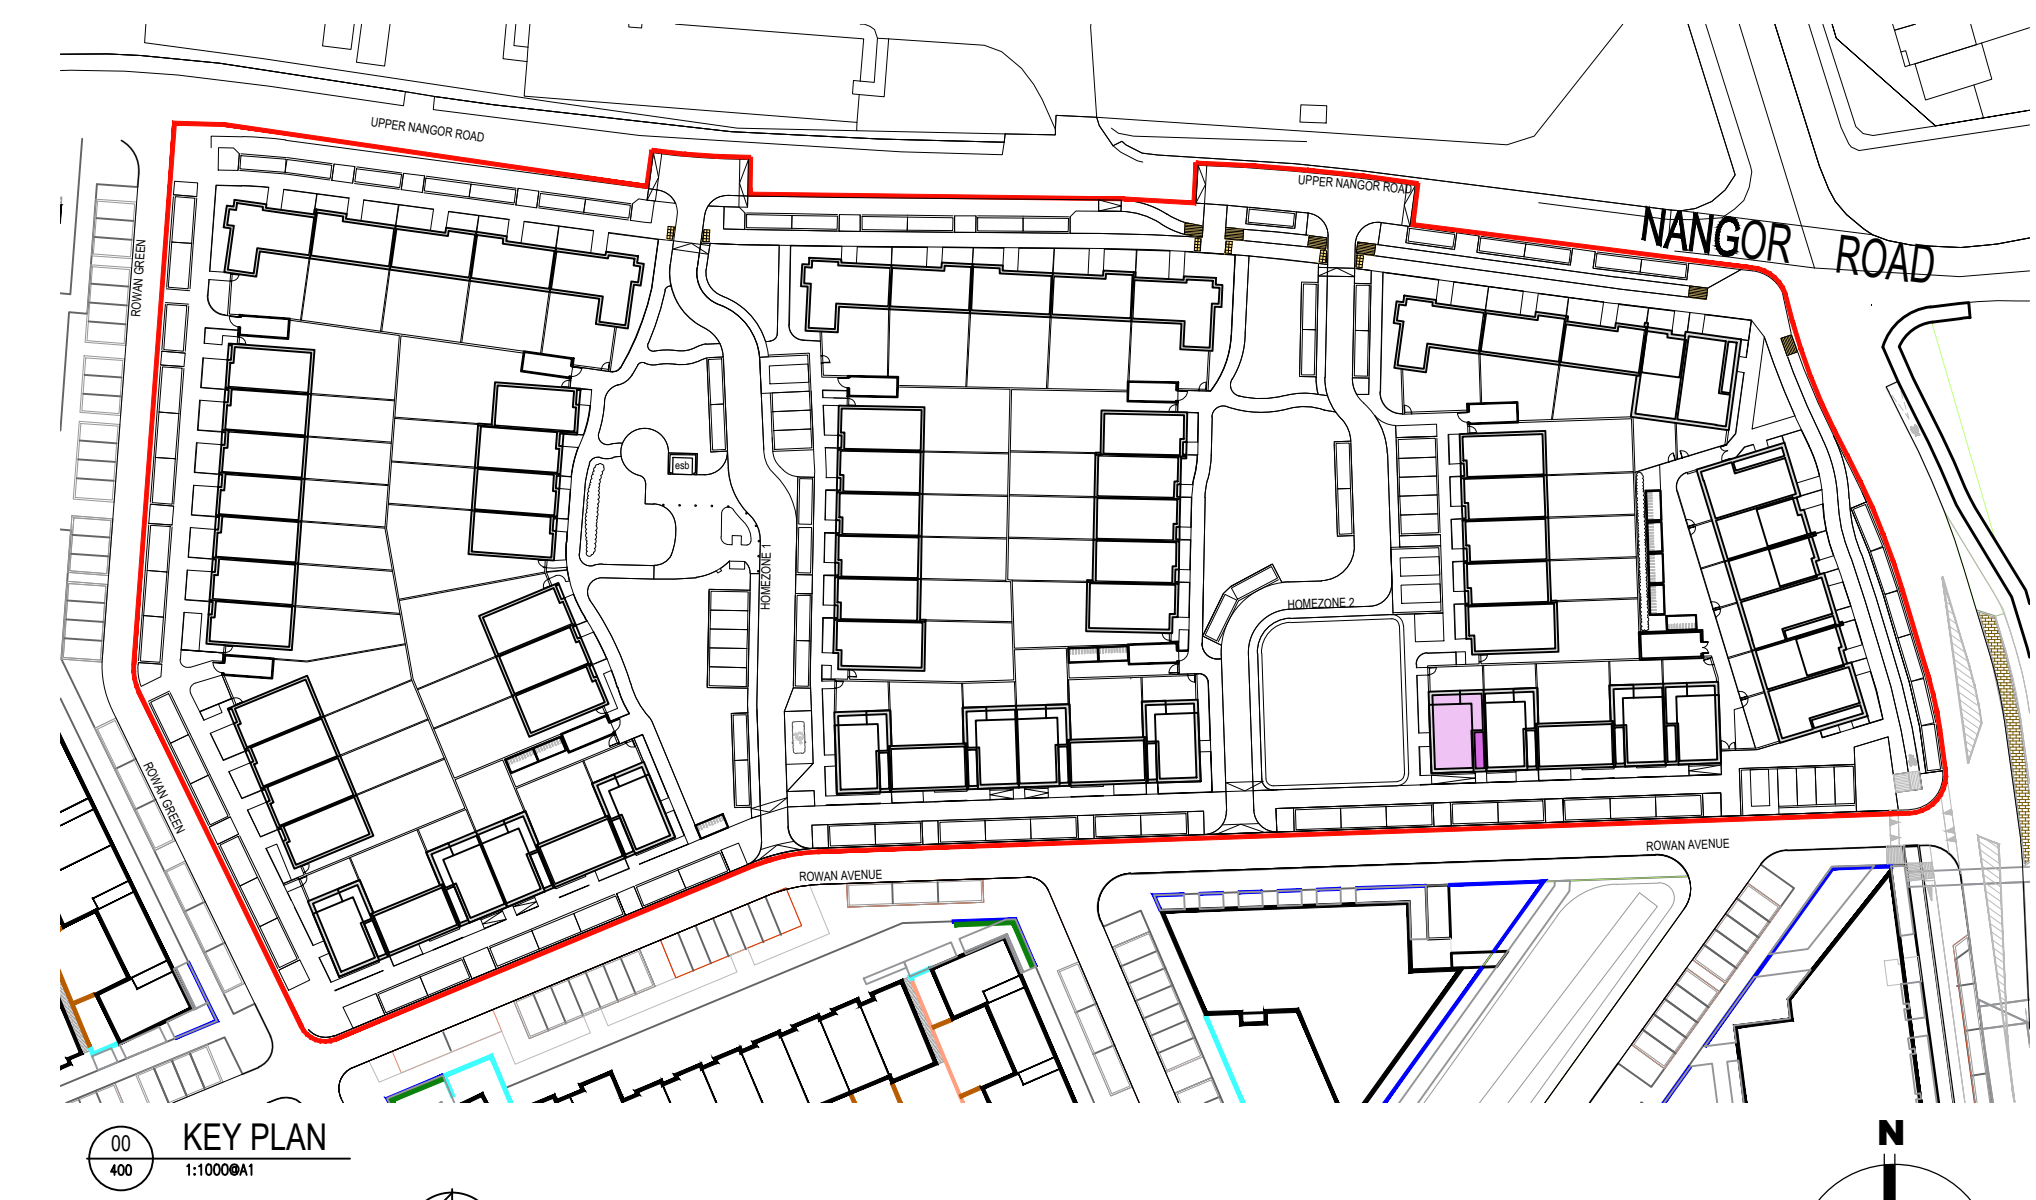 UPPER NANGOR ROAD
UPPER NANGOR ROAD
NANGOR ROAD
ROWAN GREEN
esb
HOMEZONE 1
HOMEZONE 2
ROWAN GREEN
ROWAN AVENUE
ROWAN AVENUE
00
400
KEY PLAN
1:1000@A1
N